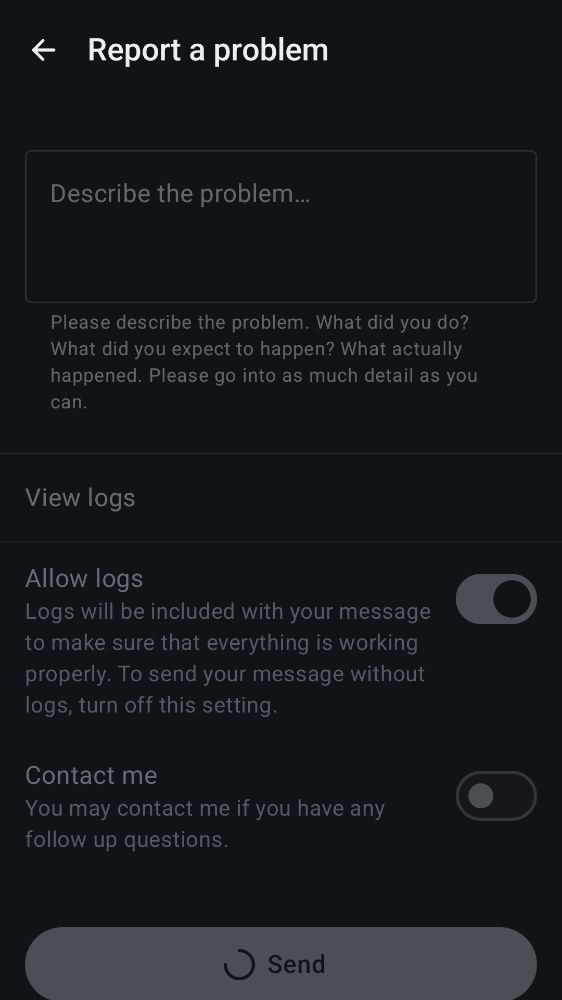 Report a problem
Describe the problem…
Please describe the problem. What did you do?
What did you expect to happen? What actually
happened. Please go into as much detail as you
can.
View logs
Allow logs
Logs will be included with your message
to make sure that everything is working
properly. To send your message without
logs, turn off this setting.
Contact me
You may contact me if you have any
follow up questions.
Send